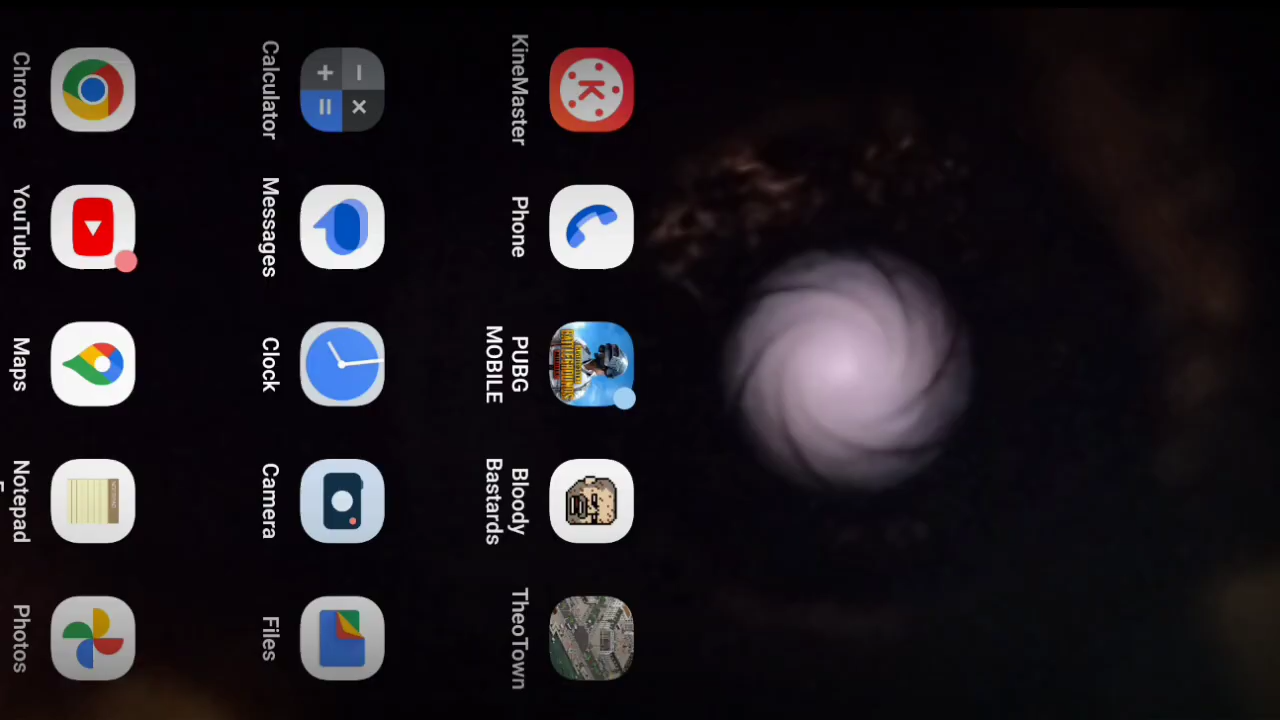 KineMaster
Phone
PUBG
MOBILE
Bloody
Bastards
TheoTown
Calculator
Messages
Clock
Camera
Files
Chrome
YouTube
Maps
Notepad
Photos